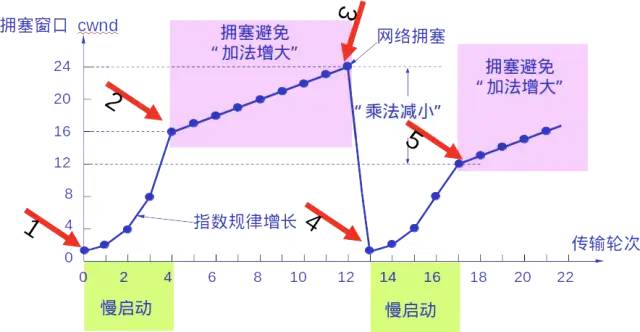 拥塞窗口 cwnd
拥塞避免
“加法增大”
3
网络拥塞
拥塞避免
“加法增大”
24
20
16
12
8
4
0
2
“乘法减小”
5
1
指数规律增长
4
传输轮次
0 2 4 6 8 10 12 14 16 18 20 22
慢启动
慢启动